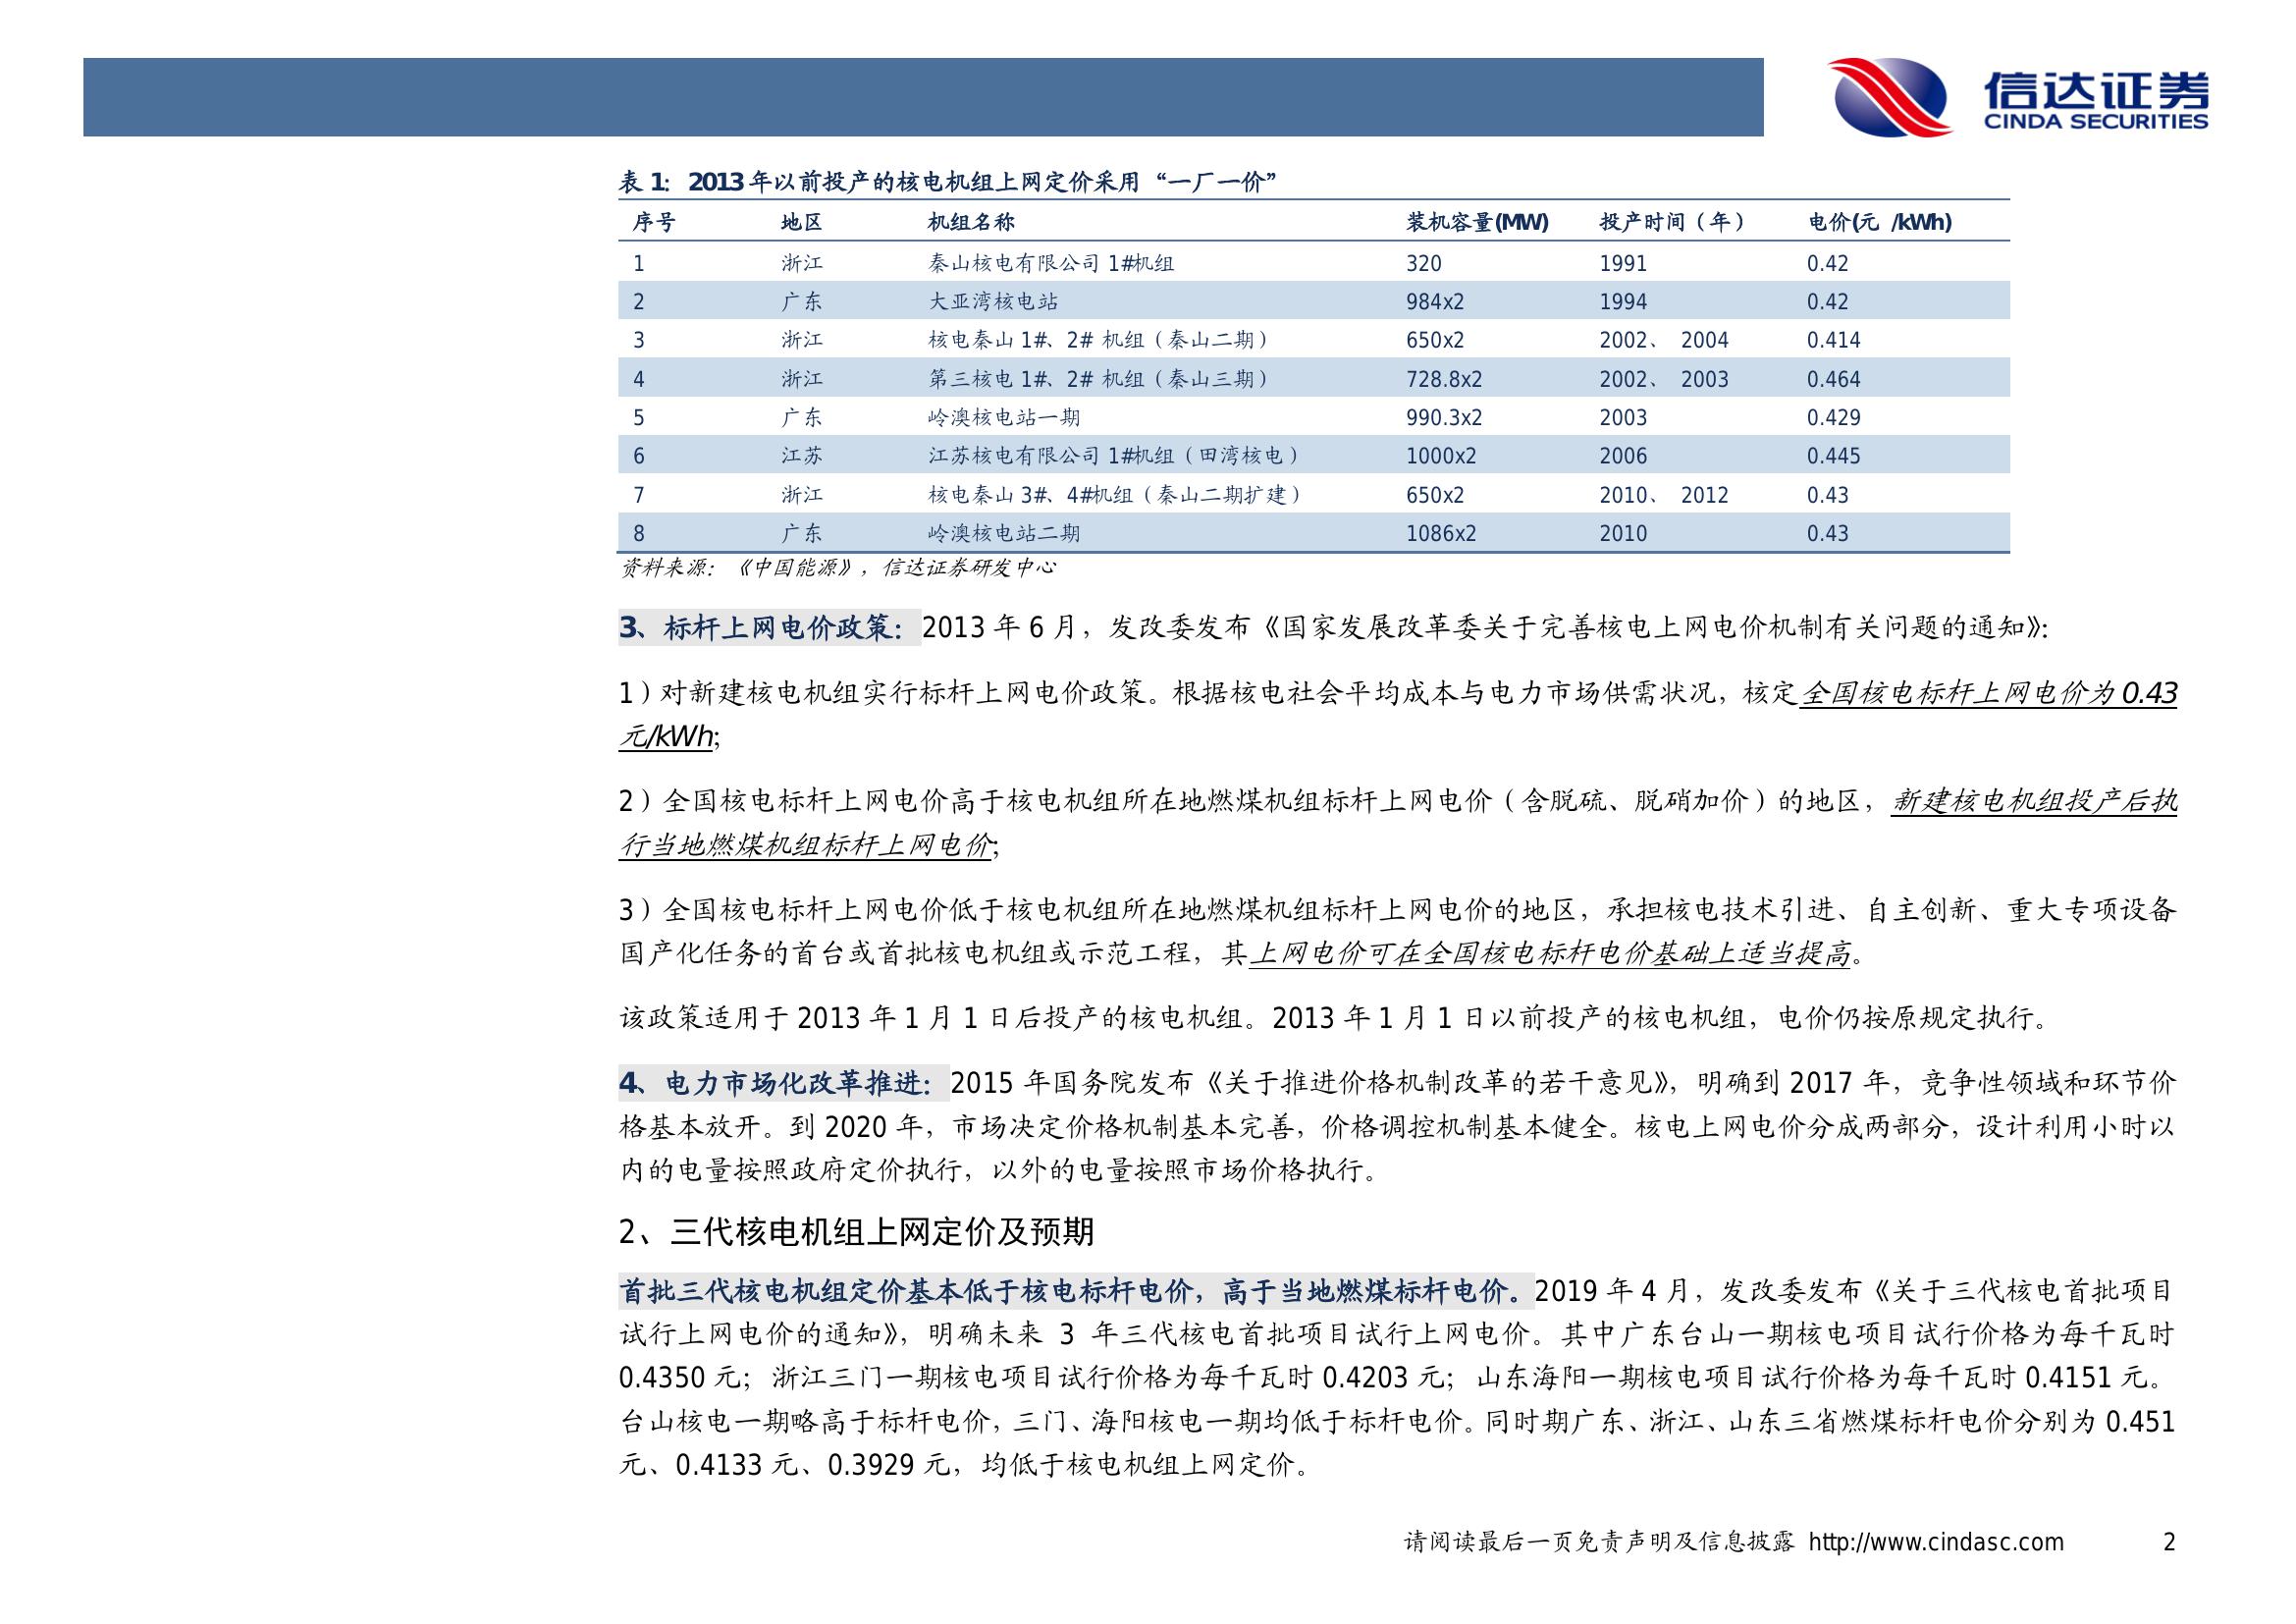 信达证券
CINDA SECURITIES
表 1: 2013 年以前投产的核电机组上网定价采用“一厂一价”
序号 地区 机组名称 装机容量(MW) 投产时间（年） 电价(元 /kWh)
1 浙江 秦山核电有限公司 1#机组 320 1991 0.42
2 广东 大亚湾核电站 984x2 1994 0.42
3 浙江 核电秦山 1#、2# 机组（秦山二期） 650x2 2002、 2004 0.414
4 浙江 第三核电 1#、2# 机组（秦山三期） 728.8x2 2002、 2003 0.464
5 广东 岭澳核电站一期 990.3x2 2003 0.429
6 江苏 江苏核电有限公司 1#机组（田湾核电） 1000x2 2006 0.445
7 浙江 核电秦山 3#、4#机组（秦山二期扩建） 650x2 2010、 2012 0.43
8 广东 岭澳核电站二期 1086x2 2010 0.43
资料来源：《中国能源》，信达证券研发中心
3、标杆上网电价政策：2013 年 6 月，发改委发布《国家发展改革委关于完善核电上网电价机制有关问题的通知》：
1）对新建核电机组实行标杆上网电价政策。根据核电社会平均成本与电力市场供需状况，核定全国核电标杆上网电价为 0.43
元/kWh；
2）全国核电标杆上网电价高于核电机组所在地燃煤机组标杆上网电价（含脱硫、脱硝加价）的地区，新建核电机组投产后执
行当地燃煤机组标杆上网电价；
3）全国核电标杆上网电价低于核电机组所在地燃煤机组标杆上网电价的地区，承担核电技术引进、自主创新、重大专项设备
国产化任务的首台或首批核电机组或示范工程，其上网电价可在全国核电标杆电价基础上适当提高。
该政策适用于 2013 年 1 月 1 日后投产的核电机组。2013 年 1 月 1 日以前投产的核电机组，电价仍按原规定执行。
4、电力市场化改革推进：2015 年国务院发布《关于推进价格机制改革的若干意见》，明确到 2017 年，竞争性领域和环节价
格基本放开。到 2020 年，市场决定价格机制基本完善，价格调控机制基本健全。核电上网电价分成两部分，设计利用小时以
内的电量按照政府定价执行，以外的电量按照市场价格执行。
2、三代核电机组上网定价及预期
首批三代核电机组定价基本低于核电标杆电价，高于当地燃煤标杆电价。2019 年 4 月，发改委发布《关于三代核电首批项目
试行上网电价的通知》，明确未来 3 年三代核电首批项目试行上网电价。其中广东台山一期核电项目试行价格为每千瓦时
0.4350 元；浙江三门一期核电项目试行价格为每千瓦时 0.4203 元；山东海阳一期核电项目试行价格为每千瓦时 0.4151 元。
台山核电一期略高于标杆电价，三门、海阳核电一期均低于标杆电价。同时期广东、浙江、山东三省燃煤标杆电价分别为 0.451
元、0.4133 元、0.3929 元，均低于核电机组上网定价。
请阅读最后一页免责声明及信息披露 http://www.cindasc.com 2